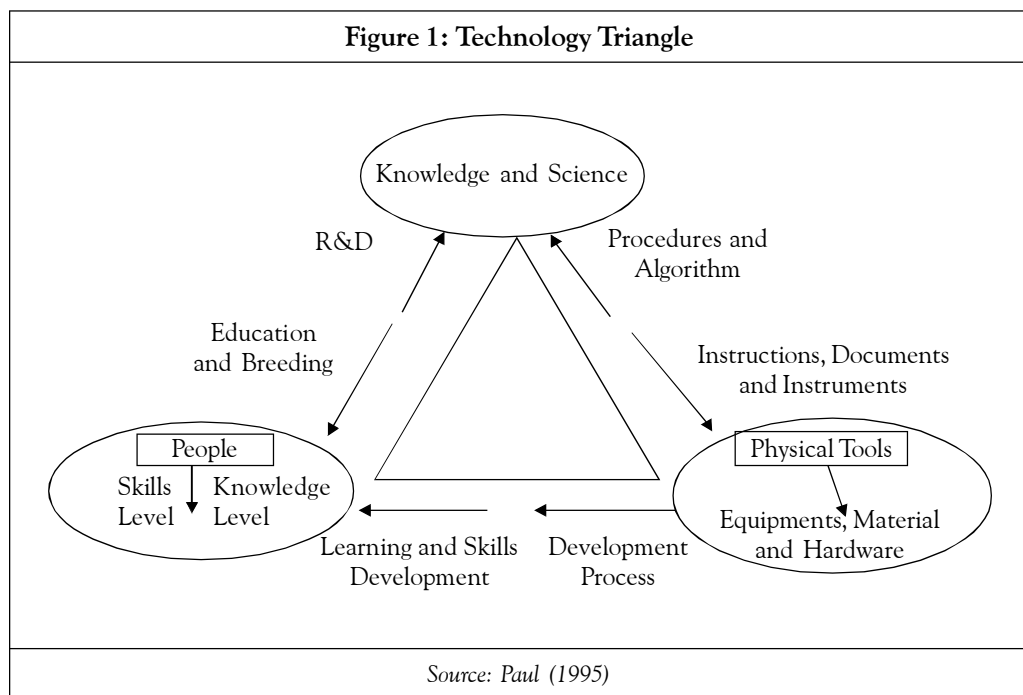 Figure 1: Technology Triangle
Knowledge and Science
R&D
Procedures and
Algorithm
Education
and Breeding
Instructions, Documents
and Instruments
People
Skills
Level
Knowledge
Level
Physical Tools
Equipments, Material
and Hardware
Learning and Skills
Development
Development
Process
Source: Paul (1995)